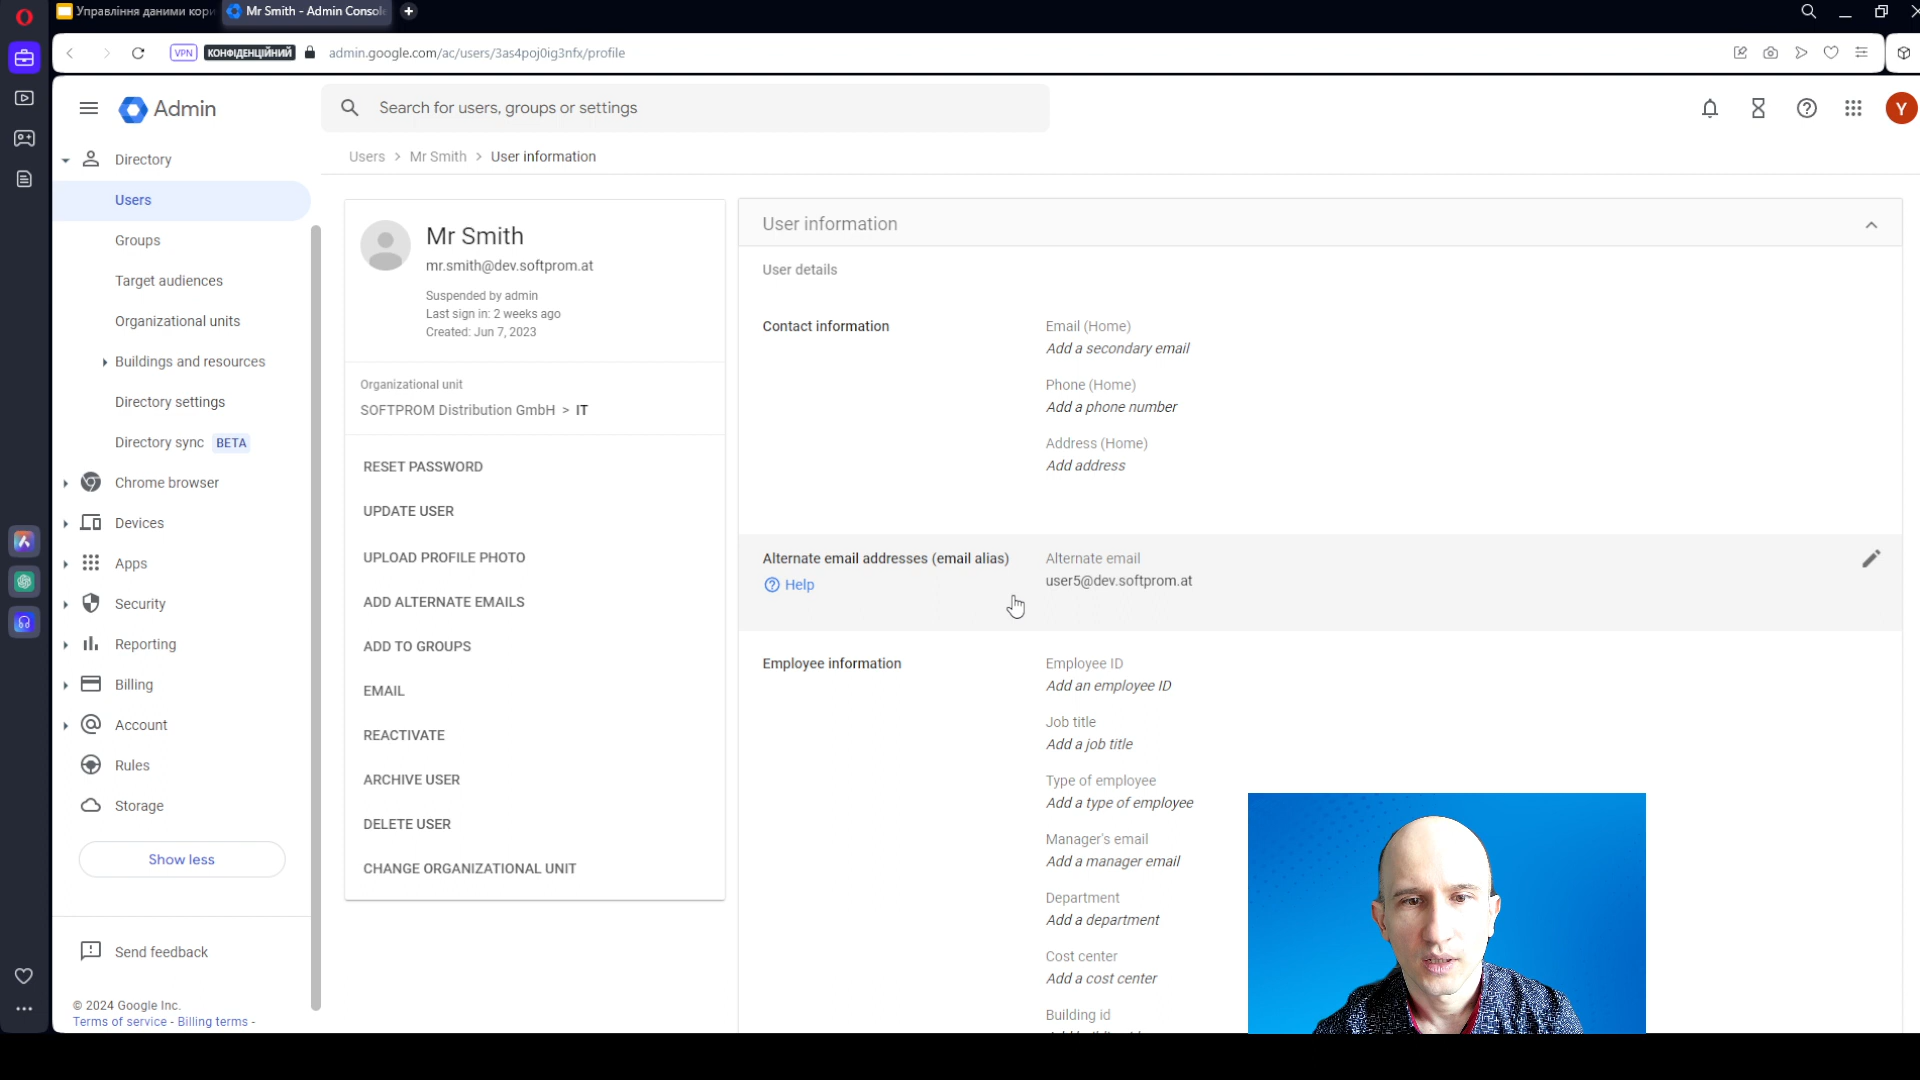 Управління даними кори
Mr Smith - Admin Consol
VPN
КОНФІДЕНЦІЙНИЙ
admin.google.com/ac/users/3as4poj0ig3nfx/profile
Admin
Search for users, groups or settings
Y
Directory
Users
Groups
Target audiences
Organizational units
Buildings and resources
Directory settings
Directory sync BETA
Chrome browser
Devices
Apps
Security
Reporting
Billing
Account
Rules
Storage
Show less
Send feedback
© 2024 Google Inc.
Terms of service - Billing terms -
Users > Mr Smith > User information
Mr Smith
mr.smith@dev.softprom.at
Suspended by admin
Last sign in: 2 weeks ago
Created: Jun 7, 2023
Organizational unit
SOFTPROM Distribution GmbH > IT
RESET PASSWORD
UPDATE USER
UPLOAD PROFILE PHOTO
ADD ALTERNATE EMAILS
ADD TO GROUPS
EMAIL
REACTIVATE
ARCHIVE USER
DELETE USER
CHANGE ORGANIZATIONAL UNIT
User information
User details
Contact information
Email (Home)
Add a secondary email
Phone (Home)
Add a phone number
Address (Home)
Add address
Alternate email addresses (email alias)
Help
Alternate email
user5@dev.softprom.at
Employee information
Employee ID
Add an employee ID
Job title
Add a job title
Type of employee
Add a type of employee
Manager's email
Add a manager email
Department
Add a department
Cost center
Add a cost center
Building id